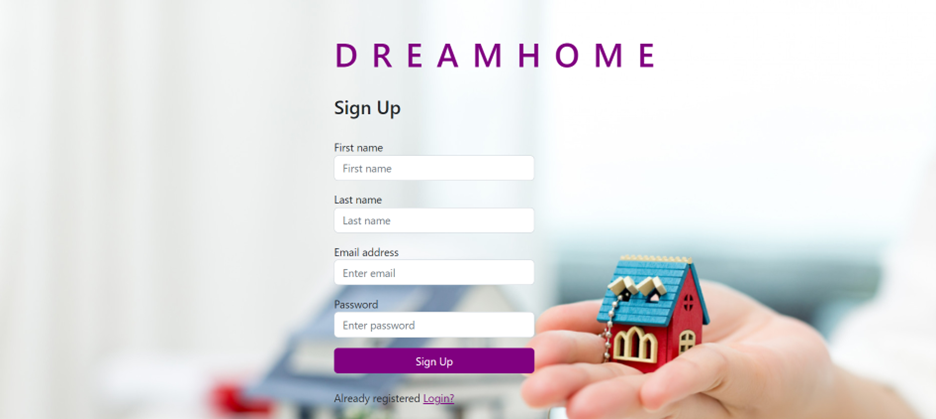 DREAMHOME
Sign Up
First name
First name
Last name
Last name
Email address
Enter email
Password
Enter password
Sign Up
Already registered Login?